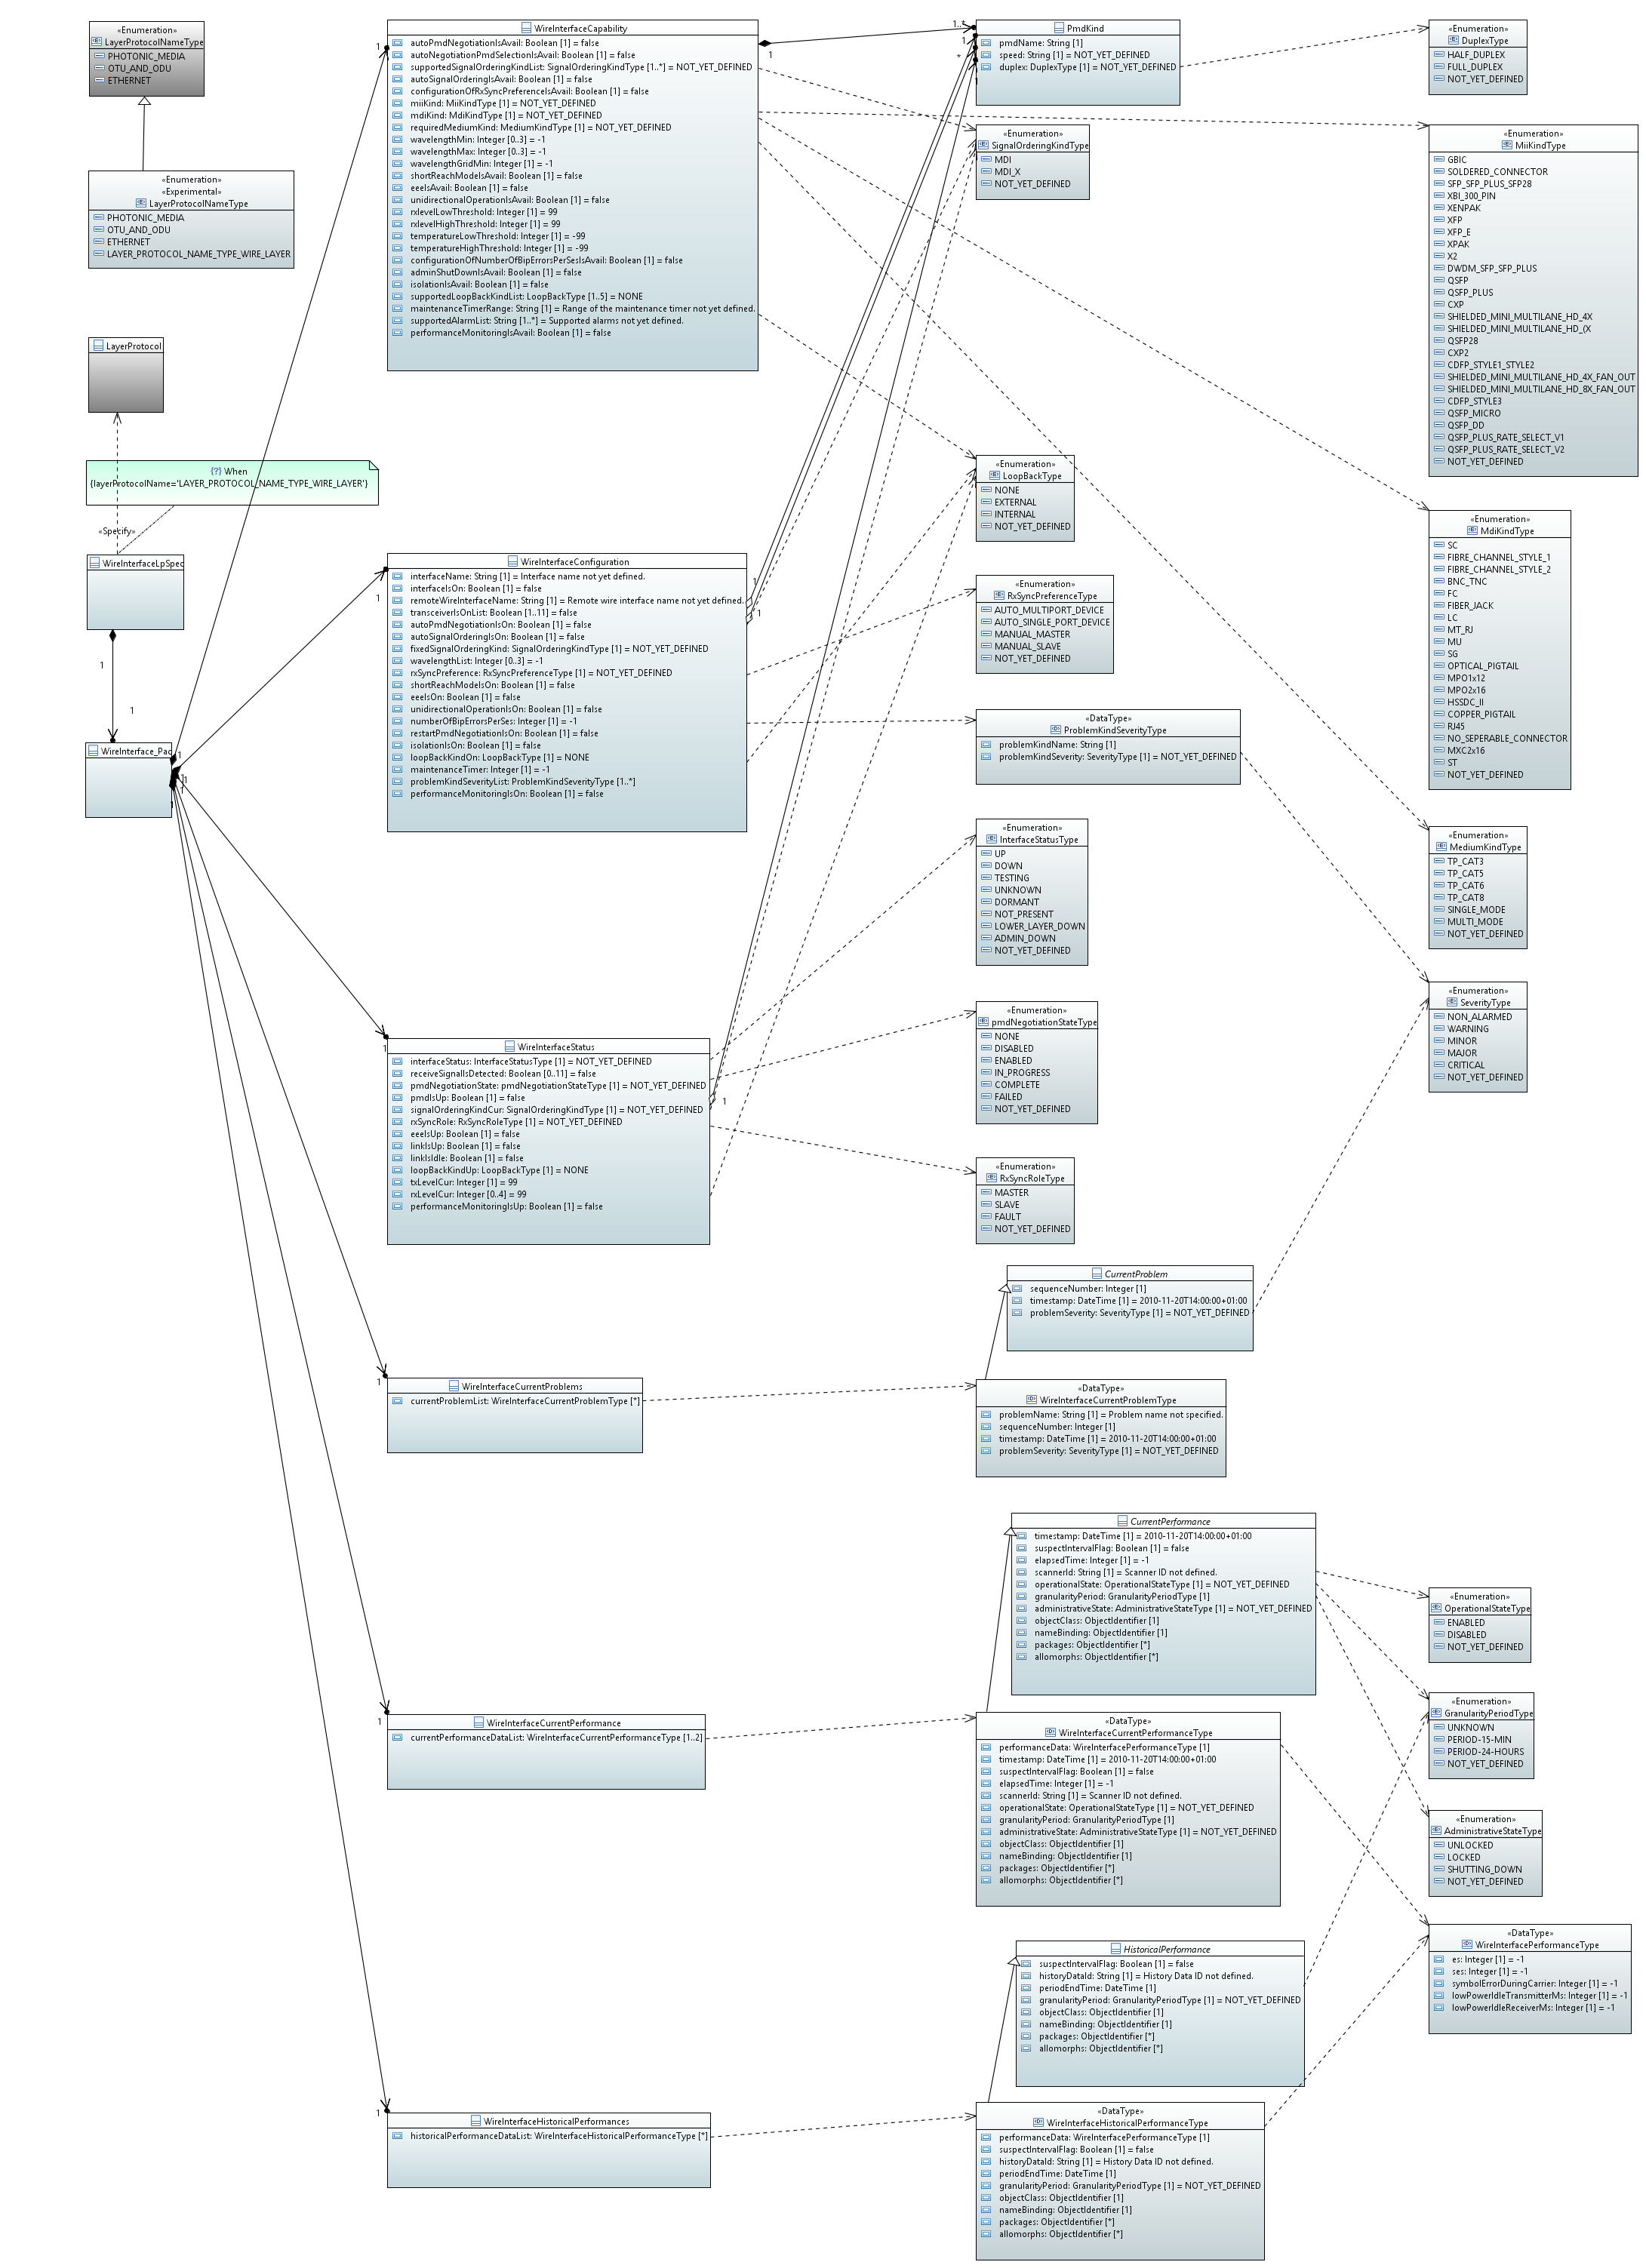 «Enumeration»
LayerProtocolNameType
PHOTONIC_MEDIA
OTU_AND_ODU
ETHERNET
«Enumeration»
«Experimental»
LayerProtocolNameType
PHOTONIC_MEDIA
OTU_AND_ODU
ETHERNET
LAYER_PROTOCOL_NAME_TYPE_WIRE_LAYER
LayerProtocol
{?} When
{layerProtocolName='LAYER_PROTOCOL_NAME_TYPE_WIRE_LAYER'}
«Specify»
WireInterfaceLpSpec
1
1
WireInterface_Pac
1
1
1
1
WireInterfaceCapability
autoPmdNegotiationIsAvail: Boolean [1] = false
autoNegotiationPmdSelectionIsAvail: Boolean [1] = false
supportedSignalOrderingKindList: SignalOrderingKindType [1..*] = NOT_YET_DEFINED
autoSignalOrderingIsAvail: Boolean [1] = false
configurationOfRxSyncPreferenceIsAvail: Boolean [1] = false
miiKind: MiiKindType [1] = NOT_YET_DEFINED
mdiKind: MdiKindType [1] = NOT_YET_DEFINED
requiredMediumKind: MediumKindType [1] = NOT_YET_DEFINED
wavelengthMin: Integer [0..3] = -1
wavelengthMax: Integer [0..3] = -1
wavelengthGridMin: Integer [1] = -1
shortReachModeIsAvail: Boolean [1] = false
eeeIsAvail: Boolean [1] = false
unidirectionalOperationIsAvail: Boolean [1] = false
rxlevelLowThreshold: Integer [1] = 99
rxlevelHighThreshold: Integer [1] = 99
temperatureLowThreshold: Integer [1] = -99
temperatureHighThreshold: Integer [1] = -99
configurationOfNumberOfBipErrorsPerSesIsAvail: Boolean [1] = false
adminShutDownIsAvail: Boolean [1] = false
isolationIsAvail: Boolean [1] = false
supportedLoopBackKindList: LoopBackType [1..5] = NONE
maintenanceTimerRange: String [1] = Range of the maintenance timer not yet defined.
supportedAlarmList: String [1..*] = Supported alarms not yet defined.
performanceMonitoringIsAvail: Boolean [1] = false
1
1
WireInterfaceConfiguration
interfaceName: String [1] = Interface name not yet defined.
interfaceIsOn: Boolean [1] = false
remoteWireInterfaceName: String [1] = Remote wire interface name not yet defined.
transceiverIsOnList: Boolean [1..11] = false
autoPmdNegotiationIsOn: Boolean [1] = false
autoSignalOrderingIsOn: Boolean [1] = false
fixedSignalOrderingKind: SignalOrderingKindType [1] = NOT_YET_DEFINED
wavelengthList: Integer [0..3] = -1
rxSyncPreference: RxSyncPreferenceType [1] = NOT_YET_DEFINED
shortReachModeIsOn: Boolean [1] = false
eeeIsOn: Boolean [1] = false
unidirectionalOperationIsOn: Boolean [1] = false
numberOfBipErrorsPerSes: Integer [1] = -1
restartPmdNegotiationIsOn: Boolean [1] = false
isolationIsOn: Boolean [1] = false
loopBackKindOn: LoopBackType [1] = NONE
maintenanceTimer: Integer [1] = -1
problemKindSeverityList: ProblemKindSeverityType [1..*]
performanceMonitoringIsOn: Boolean [1] = false
1
1
1
WireInterfaceStatus
interfaceStatus: InterfaceStatusType [1] = NOT_YET_DEFINED
receiveSignalIsDetected: Boolean [0..11] = false
pmdNegotiationState: pmdNegotiationStateType [1] = NOT_YET_DEFINED
pmdIsUp: Boolean [1] = false
signalOrderingKindCur: SignalOrderingKindType [1] = NOT_YET_DEFINED
rxSyncRole: RxSyncRoleType [1] = NOT_YET_DEFINED
eeeIsUp: Boolean [1] = false
linkIsUp: Boolean [1] = false
linkIsIdle: Boolean [1] = false
loopBackKindUp: LoopBackType [1] = NONE
txLevelCur: Integer [1] = 99
rxLevelCur: Integer [0..4] = 99
performanceMonitoringIsUp: Boolean [1] = false
1
1
WireInterfaceCurrentProblems
currentProblemList: WireInterfaceCurrentProblemType [*]
1
WireInterfaceCurrentPerformance
currentPerformanceDataList: WireInterfaceCurrentPerformanceType [1..2]
1
WireInterfaceHistoricalPerformances
historicalPerformanceDataList: WireInterfaceHistoricalPerformanceType [*]
1
1..*
1
*
PmdKind
pmdName: String [1]
speed: String [1] = NOT_YET_DEFINED
duplex: DuplexType [1] = NOT_YET_DEFINED
«Enumeration»
SignalOrderingKindType
MDI
MDI_X
NOT_YET_DEFINED
«Enumeration»
LoopBackType
NONE
EXTERNAL
INTERNAL
NOT_YET_DEFINED
«Enumeration»
RxSyncPreferenceType
AUTO_MULTIPORT_DEVICE
AUTO_SINGLE_PORT_DEVICE
MANUAL_MASTER
MANUAL_SLAVE
NOT_YET_DEFINED
«DataType»
ProblemKindSeverityType
problemKindName: String [1]
problemKindSeverity: SeverityType [1] = NOT_YET_DEFINED
«Enumeration»
InterfaceStatusType
UP
DOWN
TESTING
UNKNOWN
DORMANT
NOT_PRESENT
LOWER_LAYER_DOWN
ADMIN_DOWN
NOT_YET_DEFINED
«Enumeration»
pmdNegotiationStateType
NONE
DISABLED
ENABLED
IN_PROGRESS
COMPLETE
FAILED
NOT_YET_DEFINED
«Enumeration»
RxSyncRoleType
MASTER
SLAVE
FAULT
NOT_YET_DEFINED
CurrentProblem
sequenceNumber: Integer [1]
timestamp: DateTime [1] = 2010-11-20T14:00:00+01:00
problemSeverity: SeverityType [1] = NOT_YET_DEFINED
«DataType»
WireInterfaceCurrentProblemType
problemName: String [1] = Problem name not specified.
sequenceNumber: Integer [1]
timestamp: DateTime [1] = 2010-11-20T14:00:00+01:00
problemSeverity: SeverityType [1] = NOT_YET_DEFINED
CurrentPerformance
timestamp: DateTime [1] = 2010-11-20T14:00:00+01:00
suspectIntervalFlag: Boolean [1] = false
elapsedTime: Integer [1] = -1
scannerId: String [1] = Scanner ID not defined.
operationalState: OperationalStateType [1] = NOT_YET_DEFINED
granularityPeriod: GranularityPeriodType [1]
administrativeState: AdministrativeStateType [1] = NOT_YET_DEFINED
objectClass: ObjectIdentifier [1]
nameBinding: ObjectIdentifier [1]
packages: ObjectIdentifier [*]
allomorphs: ObjectIdentifier [*]
«DataType»
WireInterfaceCurrentPerformanceType
performanceData: WireInterfacePerformanceType [1]
timestamp: DateTime [1] = 2010-11-20T14:00:00+01:00
suspectIntervalFlag: Boolean [1] = false
elapsedTime: Integer [1] = -1
scannerId: String [1] = Scanner ID not defined.
operationalState: OperationalStateType [1] = NOT_YET_DEFINED
granularityPeriod: GranularityPeriodType [1]
administrativeState: AdministrativeStateType [1] = NOT_YET_DEFINED
objectClass: ObjectIdentifier [1]
nameBinding: ObjectIdentifier [1]
packages: ObjectIdentifier [*]
allomorphs: ObjectIdentifier [*]
HistoricalPerformance
suspectIntervalFlag: Boolean [1] = false
historyDataId: String [1] = History Data ID not defined.
periodEndTime: DateTime [1]
granularityPeriod: GranularityPeriodType [1] = NOT_YET_DEFINED
objectClass: ObjectIdentifier [1]
nameBinding: ObjectIdentifier [1]
packages: ObjectIdentifier [*]
allomorphs: ObjectIdentifier [*]
«DataType»
WireInterfaceHistoricalPerformanceType
performanceData: WireInterfacePerformanceType [1]
suspectIntervalFlag: Boolean [1] = false
historyDataId: String [1] = History Data ID not defined.
periodEndTime: DateTime [1]
granularityPeriod: GranularityPeriodType [1] = NOT_YET_DEFINED
objectClass: ObjectIdentifier [1]
nameBinding: ObjectIdentifier [1]
packages: ObjectIdentifier [*]
allomorphs: ObjectIdentifier [*]
«Enumeration»
DuplexType
HALF_DUPLEX
FULL_DUPLEX
NOT_YET_DEFINED
«Enumeration»
MiiKindType
GBIC
SOLDERED_CONNECTOR
SFP_SFP_PLUS_SFP28
XBI_300_PIN
XENPAK
XFP
XFP_E
XPAK
X2
DWDM_SFP_SFP_PLUS
QSFP
QSFP_PLUS
CXP
SHIELDED_MINI_MULTILANE_HD_4X
SHIELDED_MINI_MULTILANE_HD_(X
QSFP28
CXP2
CDFP_STYLE1_STYLE2
SHIELDED_MINI_MULTILANE_HD_4X_FAN_OUT
SHIELDED_MINI_MULTILANE_HD_8X_FAN_OUT
CDFP_STYLE3
QSFP_MICRO
QSFP_DD
QSFP_PLUS_RATE_SELECT_V1
QSFP_PLUS_RATE_SELECT_V2
NOT_YET_DEFINED
«Enumeration»
MdiKindType
SC
FIBRE_CHANNEL_STYLE_1
FIBRE_CHANNEL_STYLE_2
BNC_TNC
FC
FIBER_JACK
LC
MT_RJ
MU
SG
OPTICAL_PIGTAIL
MPO1x12
MPO2x16
HSSDC_II
COPPER_PIGTAIL
RJ45
NO_SEPERABLE_CONNECTOR
MXC2x16
ST
NOT_YET_DEFINED
«Enumeration»
MediumKindType
TP_CAT3
TP_CAT5
TP_CAT6
TP_CAT8
SINGLE_MODE
MULTI_MODE
NOT_YET_DEFINED
«Enumeration»
SeverityType
NON_ALARMED
WARNING
MINOR
MAJOR
CRITICAL
NOT_YET_DEFINED
«Enumeration»
OperationalStateType
ENABLED
DISABLED
NOT_YET_DEFINED
«Enumeration»
GranularityPeriodType
UNKNOWN
PERIOD-15-MIN
PERIOD-24-HOURS
NOT_YET_DEFINED
«Enumeration»
AdministrativeStateType
UNLOCKED
LOCKED
SHUTTING_DOWN
NOT_YET_DEFINED
«DataType»
WireInterfacePerformanceType
es: Integer [1] = -1
ses: Integer [1] = -1
symbolErrorDuringCarrier: Integer [1] = -1
lowPowerIdleTransmitterMs: Integer [1] = -1
lowPowerIdleReceiverMs: Integer [1] = -1